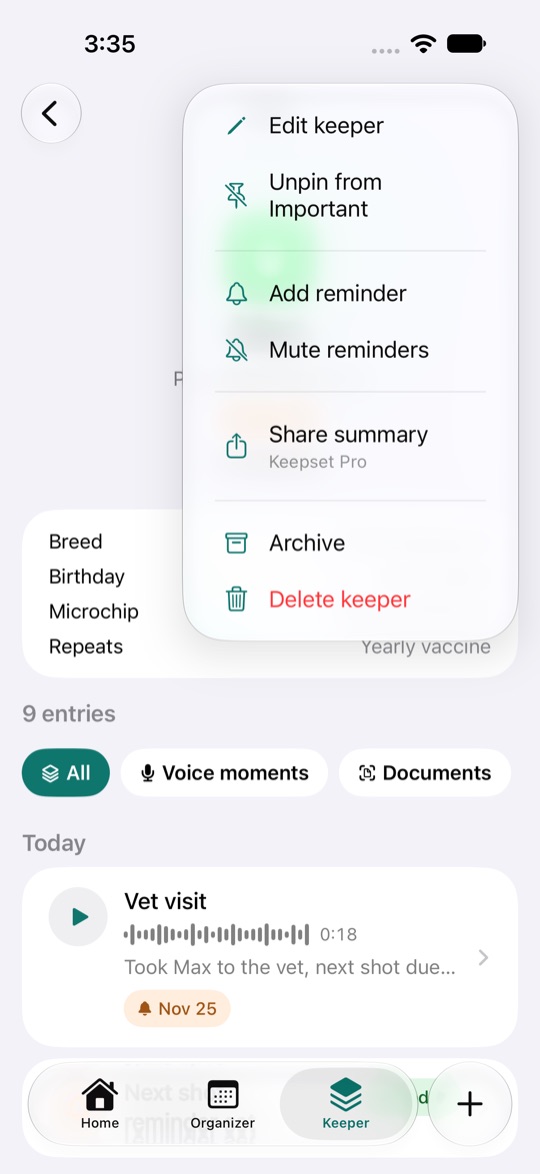 3:35
Edit keeper
Unpin from
Important
Add reminder
Mute reminders
Share summary
Keepset Pro
Archive
Delete keeper
Breed
Birthday
Microchip
Repeats Yearly vaccine
9 entries
All Voice moments Documents
Today
Vet visit
0:18
Took Max to the vet, next shot due...
Nov 25
Home Organizer Keeper